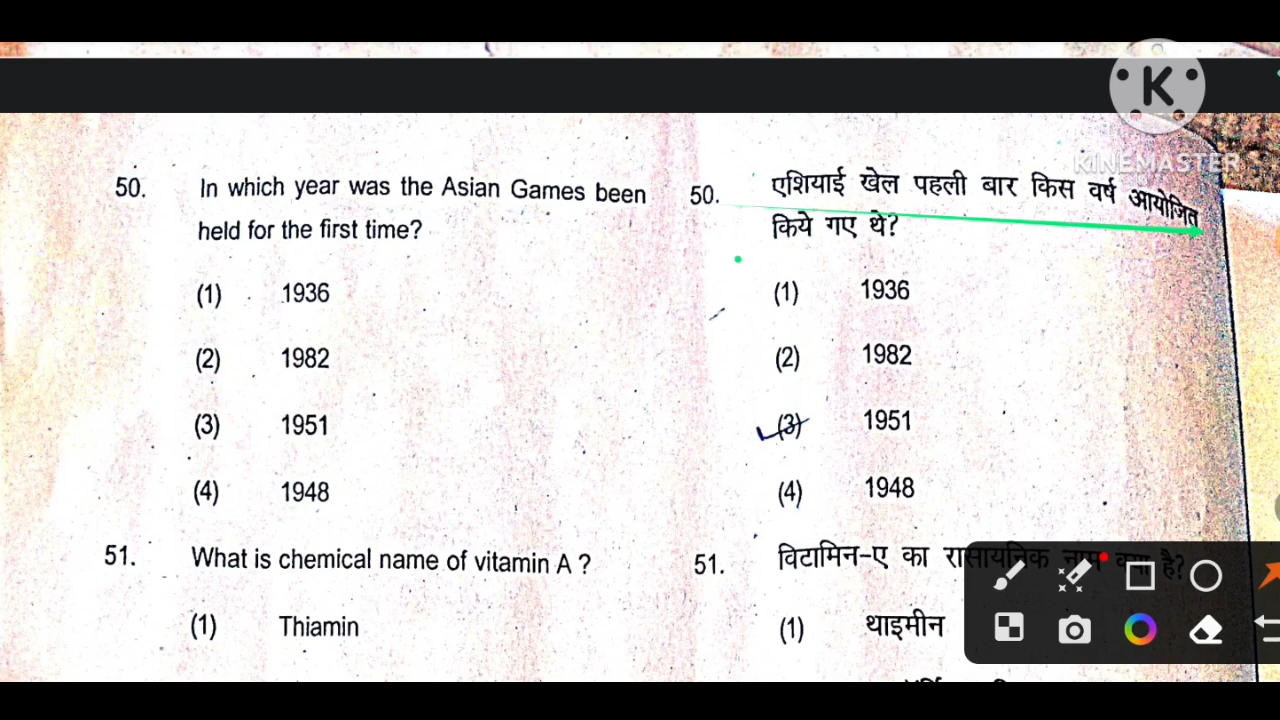 K
KINEMASTER
50. In which year was the Asian Games been
held for the first time?
(1) 1936
(2) 1982
(3) 1951
(4) 1948
51. What is chemical name of vitamin A ?
(1) Thiamin
50. एशियाई खेल पहली बार किस वर्ष आयोजित
किये गए थे?
(1) 1936
(2) 1982
(3) 1951
(4) 1948
51. विटामिन-ए का रासायनिक नाम क्या है?
(1) थाइमीन